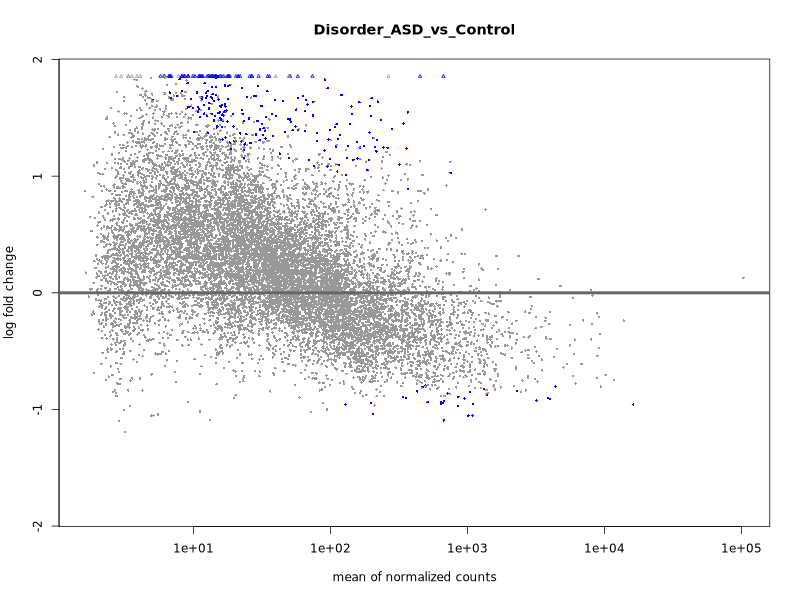 Disorder_ASD_vs_Control
2
1
0
-1
-2
log fold change
1e+01 1e+02 1e+03 1e+04 1e+05
mean of normalized counts